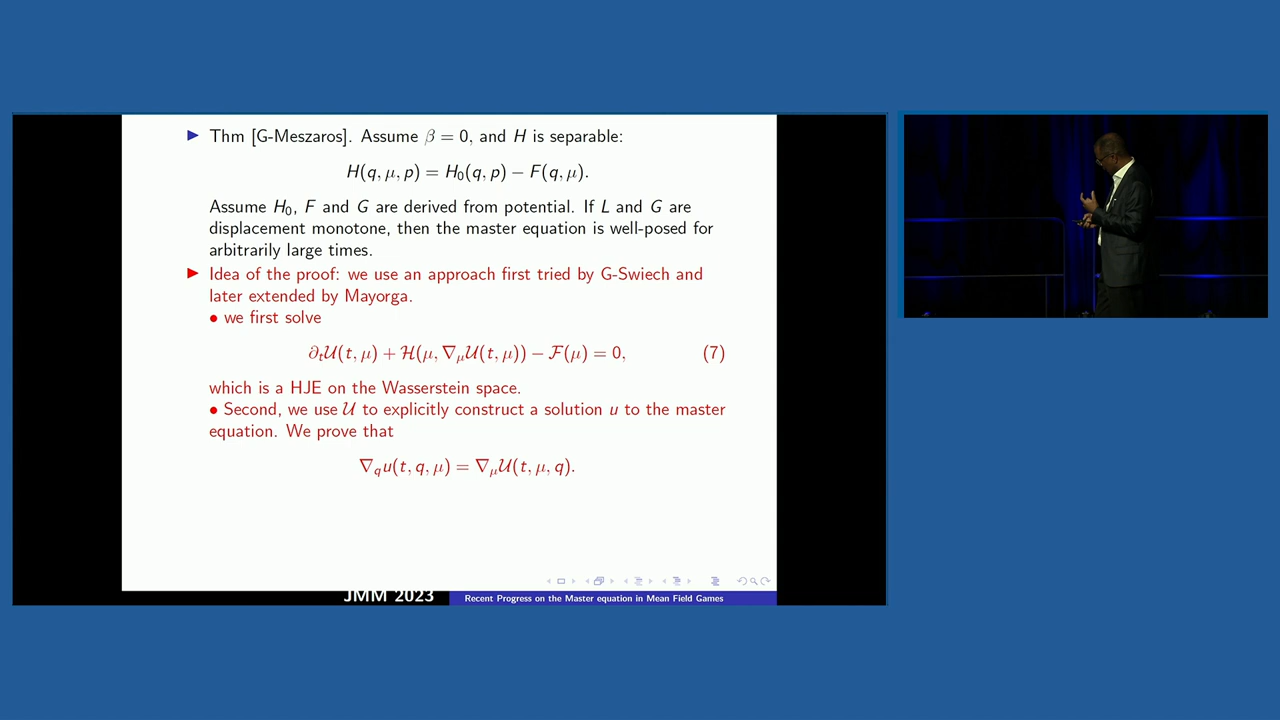 Thm [G-Meszaros]. Assume β = 0, and H is separable:
H(q, μ, p) = H₀(q, p) − F(q, μ).
Assume H₀, F and G are derived from potential. If L and G are
displacement monotone, then the master equation is well-posed for
arbitrarily large times.
Idea of the proof: we use an approach first tried by G-Swiech and
later extended by Mayorga.
• we first solve
∂ₜ𝒰(t, μ) + ℋ(μ, ∇_μ𝒰(t, μ)) − ℱ(μ) = 0, (7)
which is a HJE on the Wasserstein space.
• Second, we use 𝒰 to explicitly construct a solution u to the master
equation. We prove that
∇_q u(t, q, μ) = ∇_μ𝒰(t, μ, q).
JMM 2023
Recent Progress on the Master equation in Mean Field Games